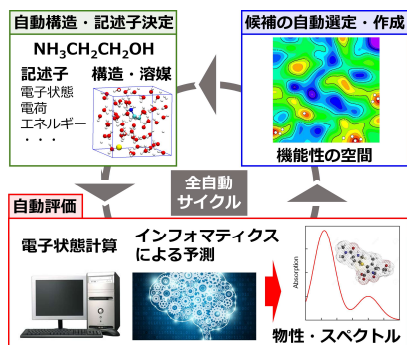 自動構造・記述子決定
NH3CH2CH2OH
記述子 構造・溶媒
電子状態
電荷
エネルギー
・・・
候補の自動選定・作成
機能性の空間
全自動
サイクル
自動評価
電子状態計算
インフォマティクス
による予測
Absorption
物性・スペクトル